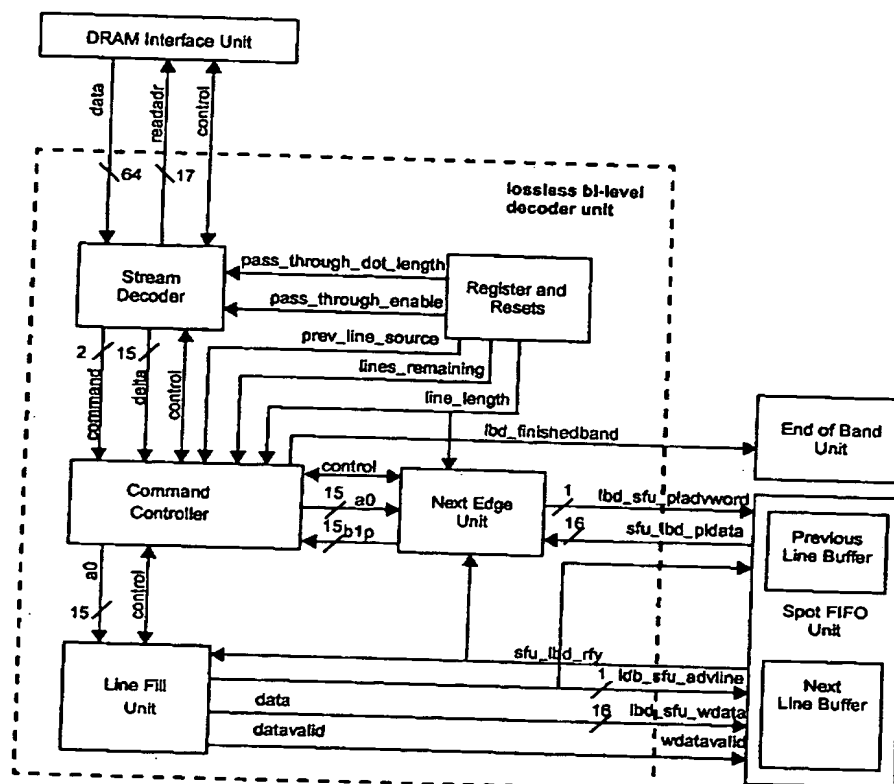 DRAM Interface Unit
data
readadr
control
64
17
lossless bi-level
decoder unit
Stream
Decoder
pass_through_dot_length
pass_through_enable
Register and
Resets
prev_line_source
lines_remaining
line_length
2
15
command
delta
control
lbd_finishedband
End of Band
Unit
Command
Controller
control
15
a0
15
b1p
Next Edge
Unit
1
lbd_sfu_pladvword
16
sfu_lbd_pldata
Previous
Line Buffer
Spot FIFO
Unit
a0
15
control
Line Fill
Unit
sfu_lbd_rfy
1
ldb_sfu_advline
data
16
lbd_sfu_wdata
datavalid
wdatavalid
Next
Line Buffer